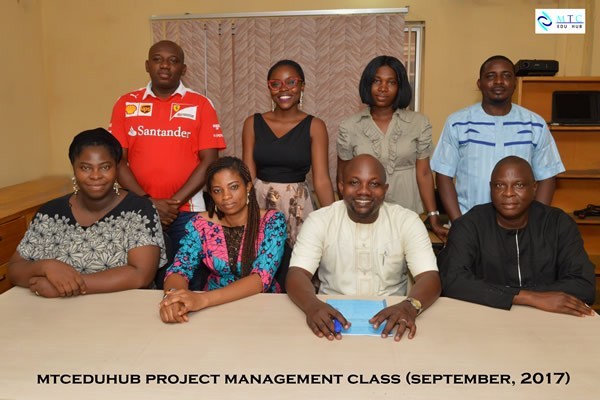 MTC
EDU HUB
Santander
MTCEDUHUB PROJECT MANAGEMENT CLASS (SEPTEMBER, 2017)